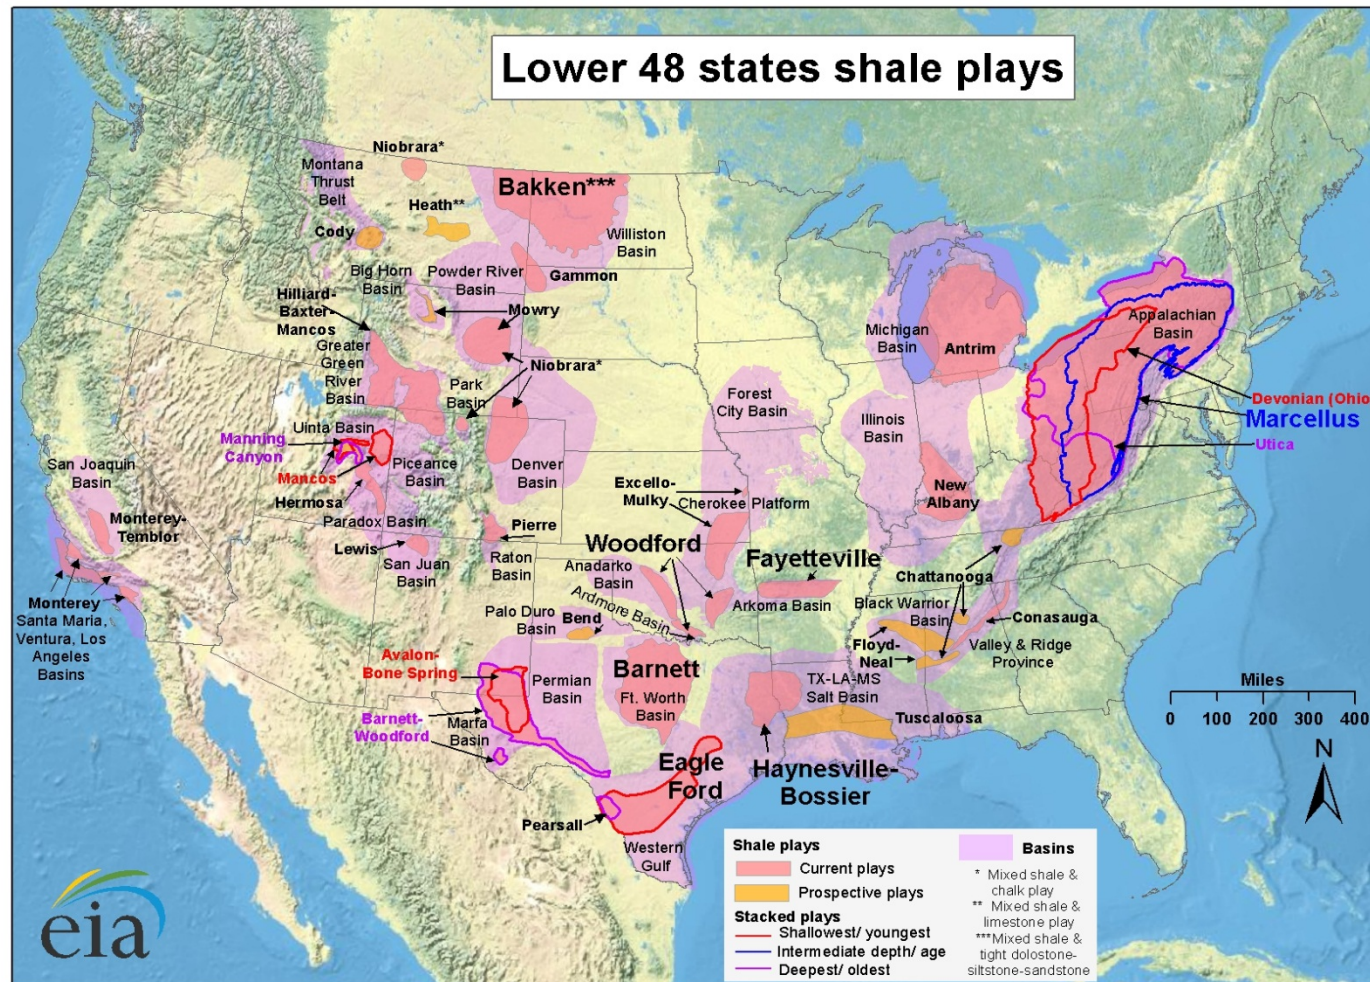 Lower 48 states shale plays
Niobrara*
Montana
Thrust
Belt
Bakken***
Heath**
Cody
Williston
Basin
Big Horn
Basin
Powder River
Basin
Gammon
Hilliard-
Baxter-
Mancos
Mowry
Greater
Green
River
Basin
Niobrara*
Park
Basin
Michigan
Basin
Antrim
Appalachian
Basin
Devonian (Ohio
Marcellus
Utica
Forest
City Basin
Illinois
Basin
Uinta Basin
Manning
Canyon
Mancos
Piceance
Basin
Denver
Basin
Hermosa
Paradox Basin
San Joaquin
Basin
Monterey-
Temblor
Excello-
Mulky
Cherokee Platform
New
Albany
Lewis
San Juan
Basin
Pierre
Raton
Basin
Woodford
Anadarko
Basin
Ardmore Basin
Fayetteville
Arkoma Basin
Chattanooga
Black Warrior
Basin
Conasauga
Floyd-
Neal
Valley & Ridge
Province
Monterey
Santa Maria,
Ventura, Los
Angeles
Basins
Palo Duro
Basin
Bend
Avalon-
Bone Spring
Permian
Basin
Barnett
Ft. Worth
Basin
TX-LA-MS
Salt Basin
Tuscaloosa
Barnett-
Woodford
Marfa
Basin
Eagle
Ford
Haynesville-
Bossier
Pearsall
Western
Gulf
Miles
0 100 200 300 400
N
Shale plays
Current plays
Prospective plays
Stacked plays
Shallowest/ youngest
Intermediate depth/ age
Deepest/ oldest
Basins
* Mixed shale &
chalk play
** Mixed shale &
limestone play
***Mixed shale &
tight dolostone-
siltstone-sandstone
eia